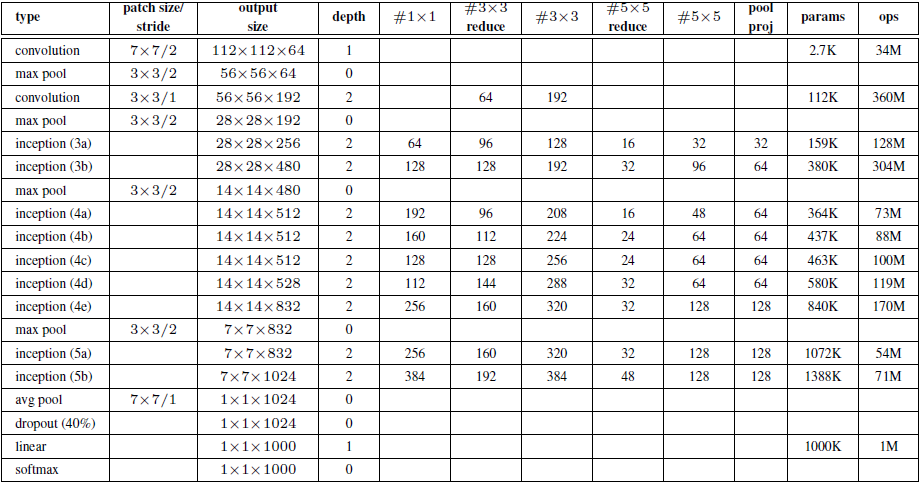 type patch size/stride output size depth #1×1 #3×3 reduce #3×3 #5×5 reduce #5×5 pool proj params ops
convolution 7×7/2 112×112×64 1 2.7K 34M
max pool 3×3/2 56×56×64 0
convolution 3×3/1 56×56×192 2 64 192 112K 360M
max pool 3×3/2 28×28×192 0
inception (3a) 28×28×256 2 64 96 128 16 32 32 159K 128M
inception (3b) 28×28×480 2 128 128 192 32 96 64 380K 304M
max pool 3×3/2 14×14×480 0
inception (4a) 14×14×512 2 192 96 208 16 48 64 364K 73M
inception (4b) 14×14×512 2 160 112 224 24 64 64 437K 88M
inception (4c) 14×14×512 2 128 128 256 24 64 64 463K 100M
inception (4d) 14×14×528 2 112 144 288 32 64 64 580K 119M
inception (4e) 14×14×832 2 256 160 320 32 128 128 840K 170M
max pool 3×3/2 7×7×832 0
inception (5a) 7×7×832 2 256 160 320 32 128 128 1072K 54M
inception (5b) 7×7×1024 2 384 192 384 48 128 128 1388K 71M
avg pool 7×7/1 1×1×1024 0
dropout (40%) 1×1×1024 0
linear 1×1×1000 1 1000K 1M
softmax 1×1×1000 0